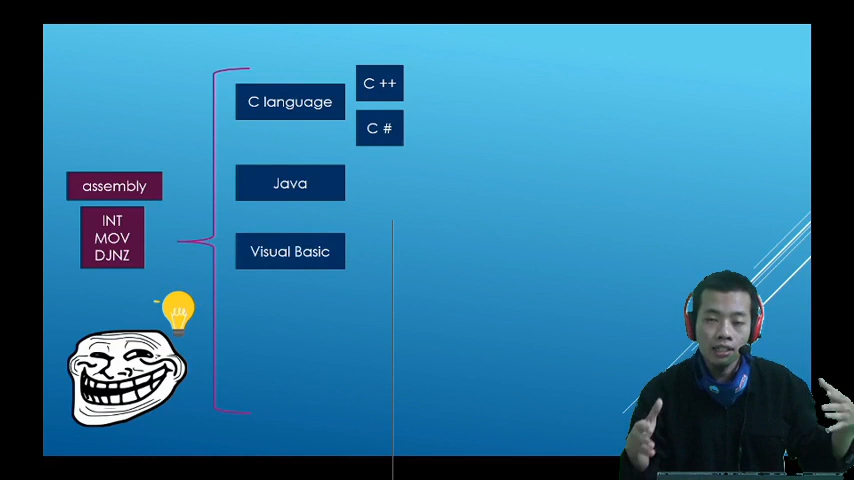 assembly
INT
MOV
DJNZ
C language
C ++
C #
Java
Visual Basic